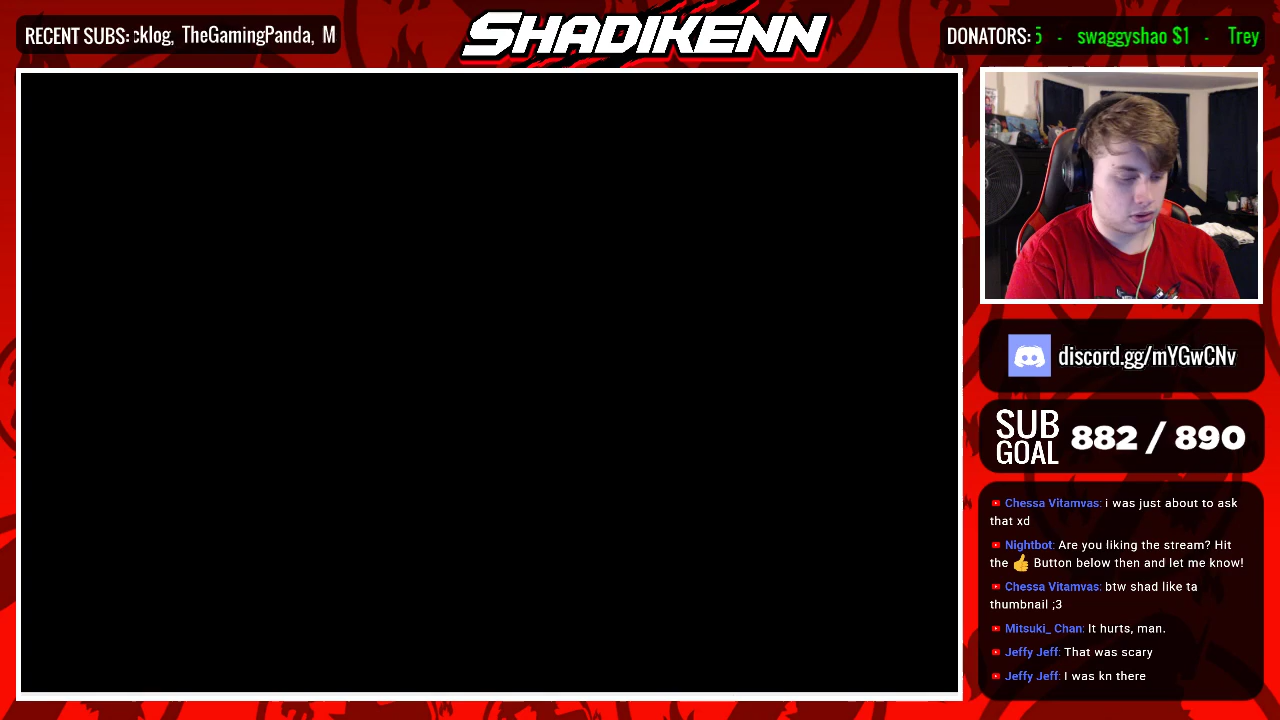 RECENT SUBS: cklog, TheGamingPanda, M
SHADIKENN
DONATORS: 5 - swaggyshao $1 - Trey
discord.gg/mYGwCNv
SUB GOAL 882 / 890
Chessa Vitamvas: i was just about to ask
that xd
Nightbot: Are you liking the stream? Hit
the 👍 Button below then and let me know!
Chessa Vitamvas: btw shad like ta
thumbnail ;3
Mitsuki_ Chan: It hurts, man.
Jeffy Jeff: That was scary
Jeffy Jeff: I was kn there